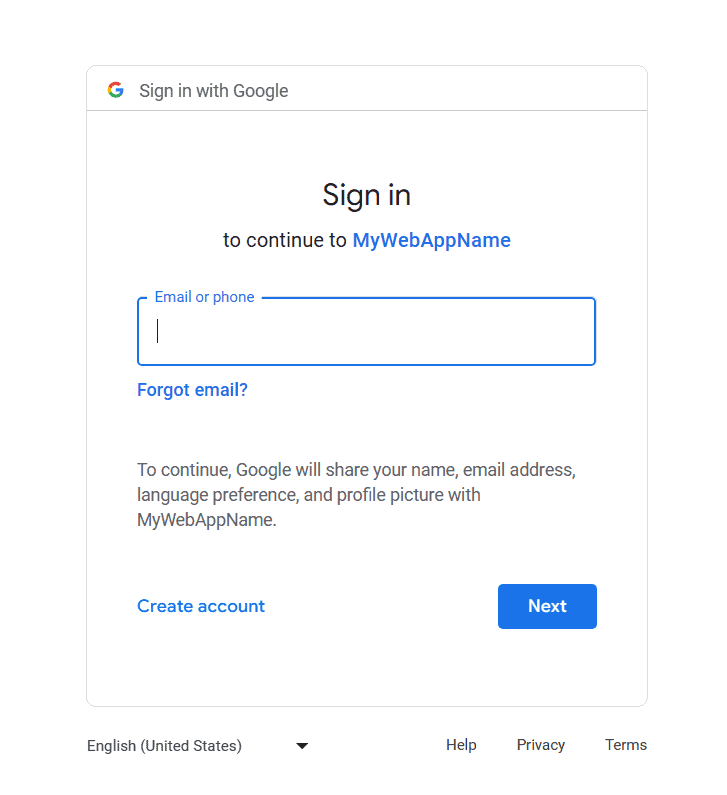 Sign in with Google
Sign in
to continue to MyWebAppName
Email or phone
Forgot email?
To continue, Google will share your name, email address,
language preference, and profile picture with
MyWebAppName.
Create account Next
English (United States) Help Privacy Terms